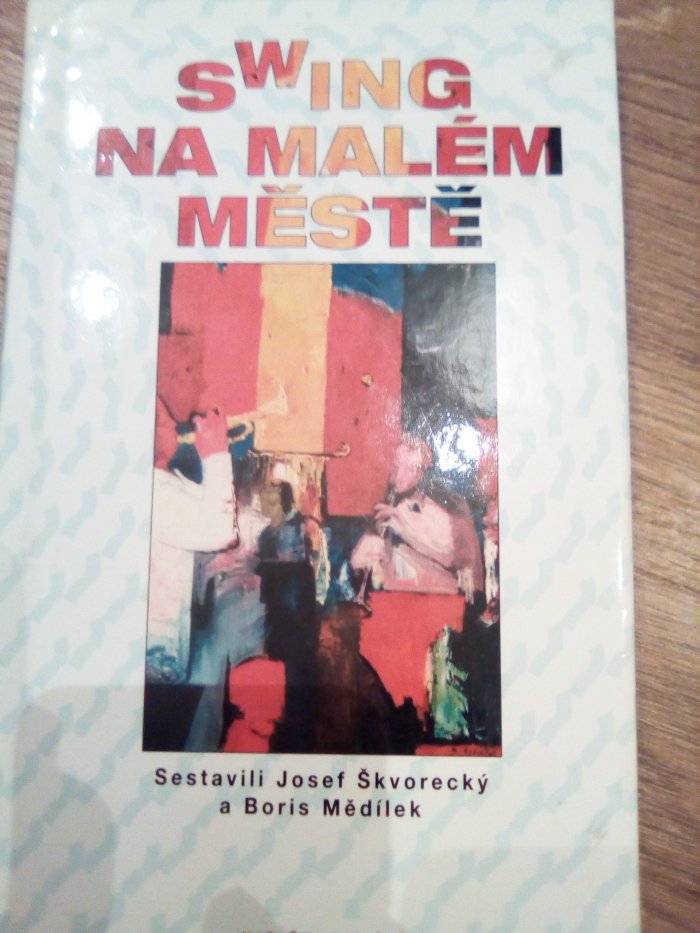 SWING
NA MALÉM
MĚSTĚ
Sestavili Josef Škvorecký
a Boris Mědílek